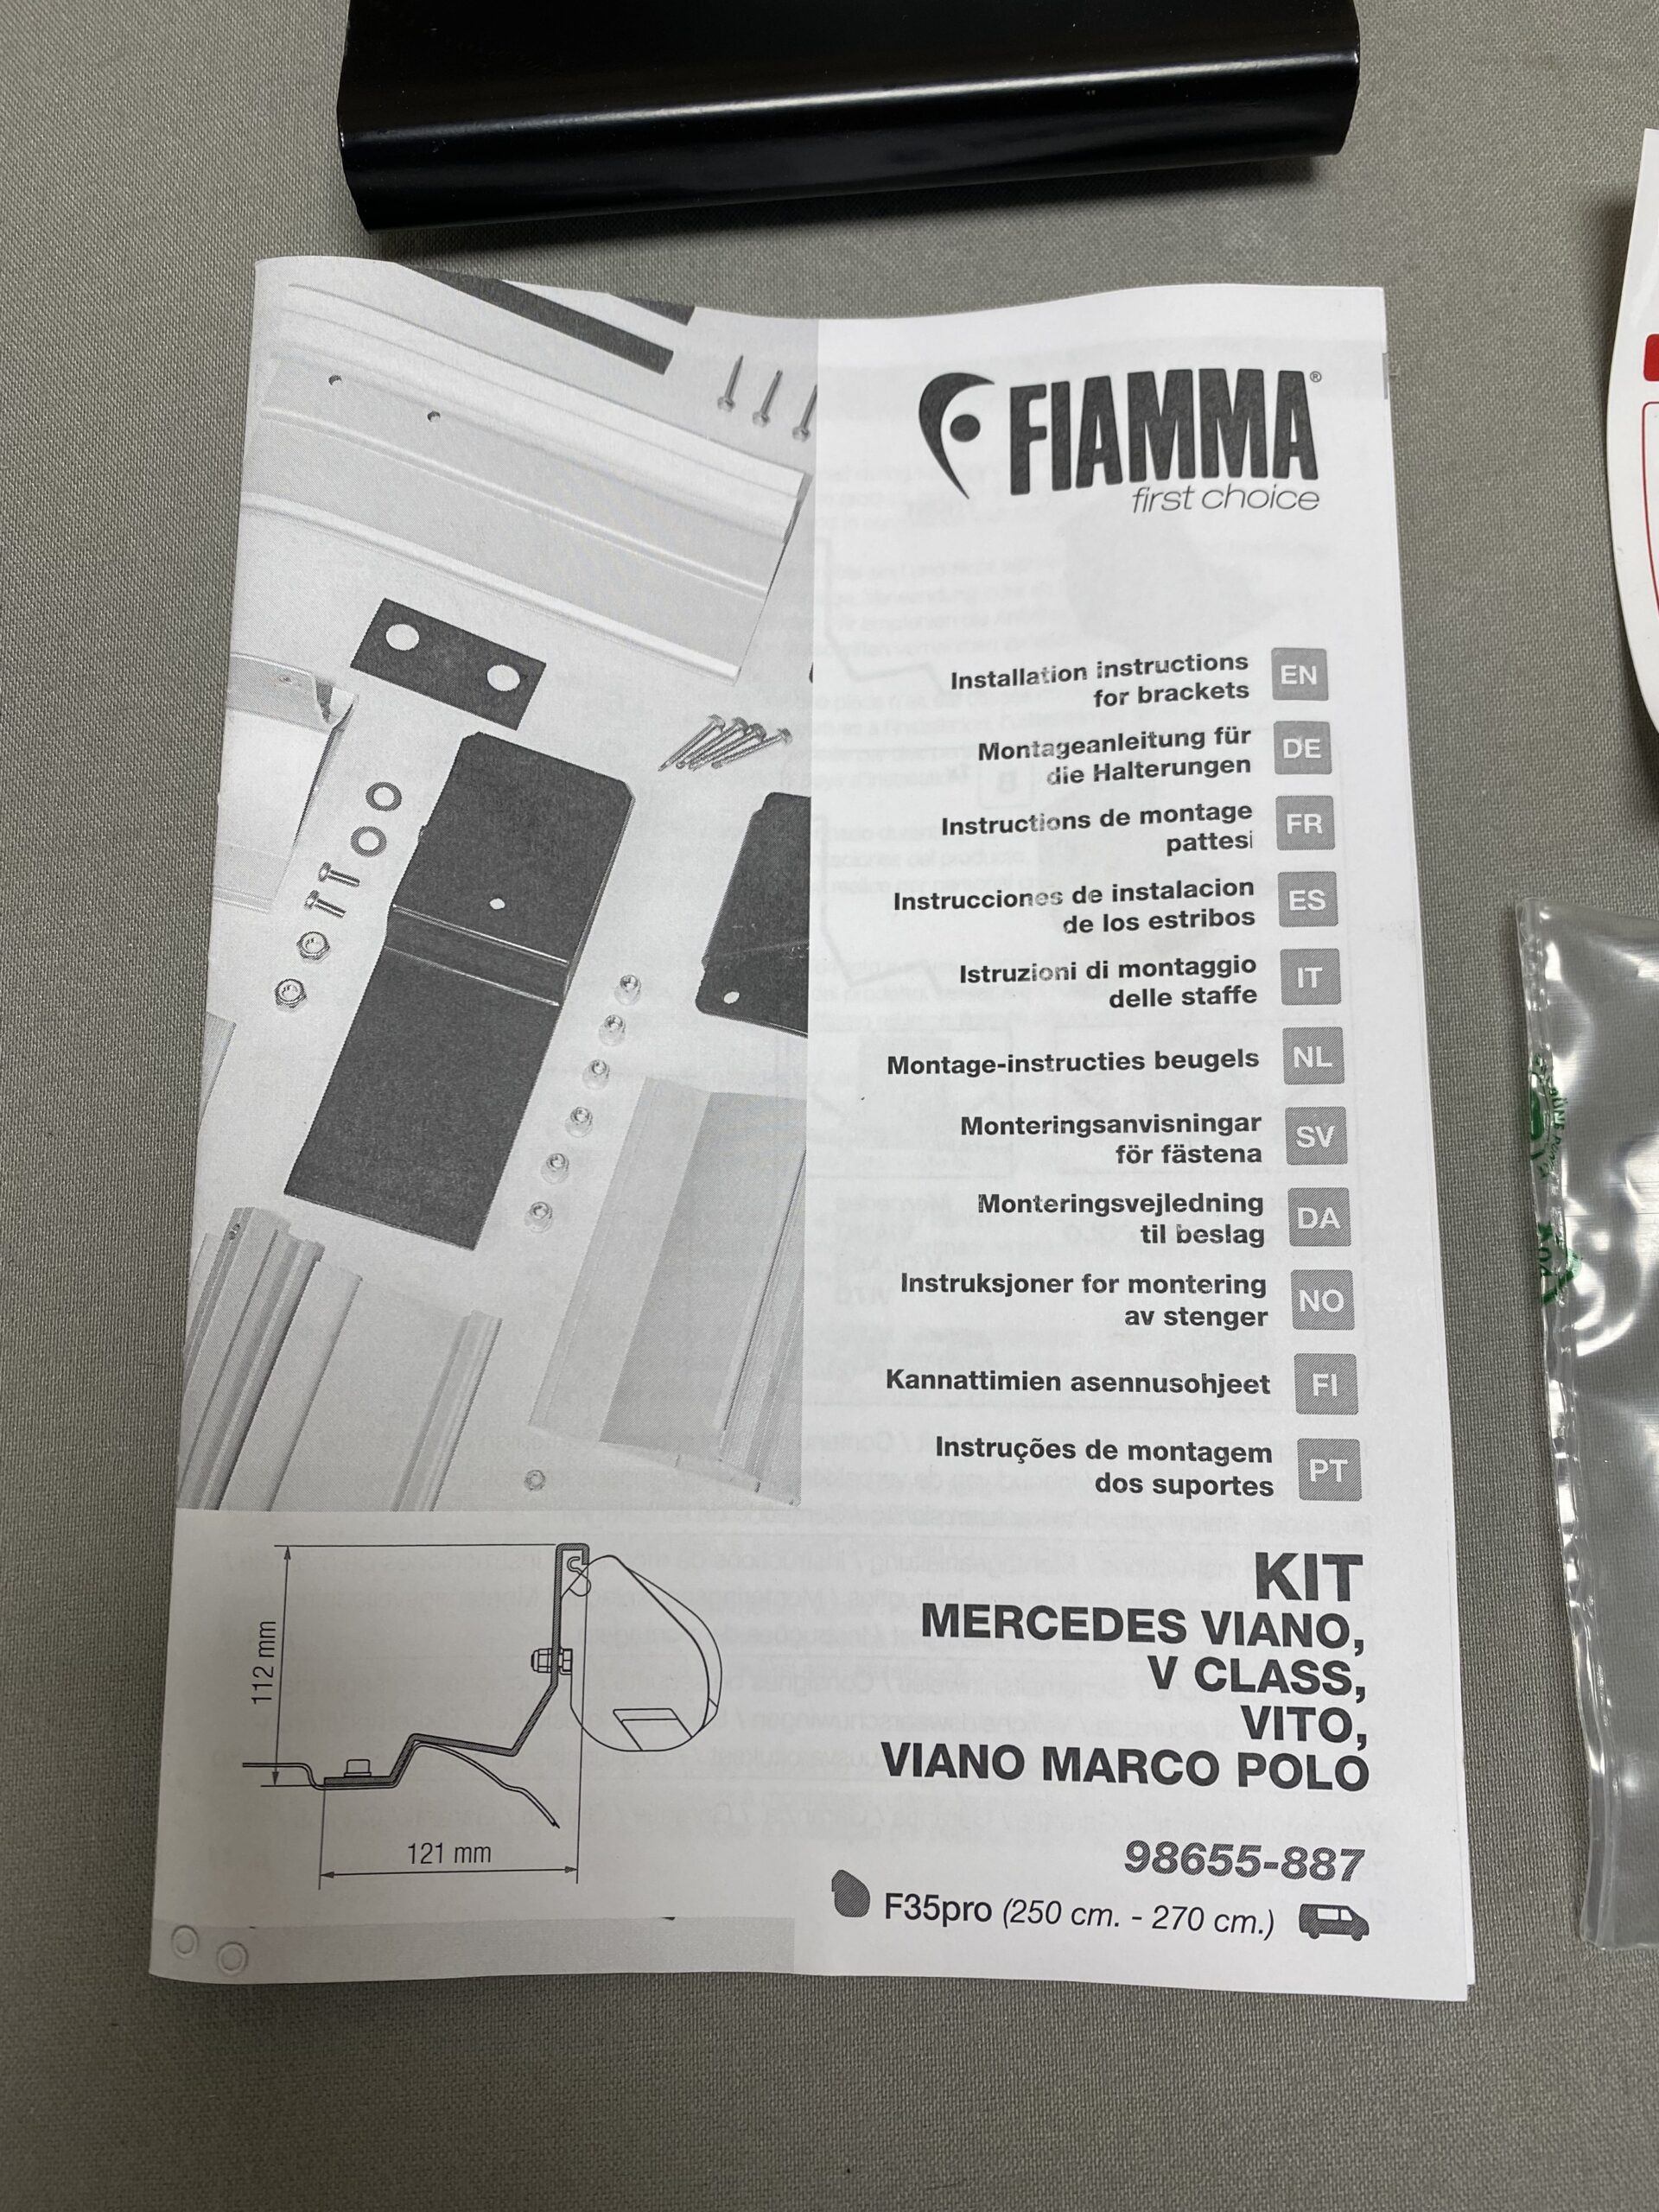 FIAMMA®
first choice
Installation instructions
for brackets
EN
Montageanleitung für
die Halterungen
DE
Instructions de montage
pattesi
FR
Instrucciones de instalacion
de los estribos
ES
Istruzioni di montaggio
delle staffe
IT
Montage-instructies beugels
NL
Monteringsanvisningar
för fästena
SV
Monteringsvejledning
til beslag
DA
Instruksjoner for montering
av stenger
NO
Kannattimien asennusohjeet
FI
Instruções de montagem
dos suportes
PT
112 mm
121 mm
KIT
MERCEDES VIANO,
V CLASS,
VITO,
VIANO MARCO POLO
98655-887
F35pro (250 cm. - 270 cm.)